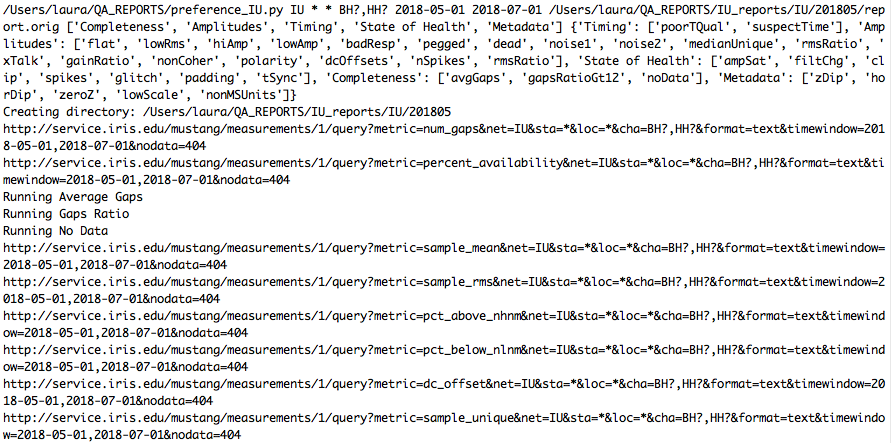 /Users/laura/QA_REPORTS/preference_IU.py IU * * BH?,HH? 2018-05-01 2018-07-01 /Users/laura/QA_REPORTS/IU_reports/IU/201805/rep
ort.orig ['Completeness', 'Amplitudes', 'Timing', 'State of Health', 'Metadata'] {'Timing': ['poorTQual', 'suspectTime'], 'Amp
litudes': ['flat', 'lowRms', 'hiAmp', 'lowAmp', 'badResp', 'pegged', 'dead', 'noise1', 'noise2', 'medianUnique', 'rmsRatio', '
xTalk', 'gainRatio', 'nonCoher', 'polarity', 'dcOffsets', 'nSpikes', 'rmsRatio'], 'State of Health': ['ampSat', 'filtChg', 'cl
ip', 'spikes', 'glitch', 'padding', 'tSync'], 'Completeness': ['avgGaps', 'gapsRatioGt12', 'noData'], 'Metadata': ['zDip', 'ho
rDip', 'zeroZ', 'lowScale', 'nonMSUnits']}
Creating directory: /Users/laura/QA_REPORTS/IU_reports/IU/201805
http://service.iris.edu/mustang/measurements/1/query?metric=num_gaps&net=IU&sta=*&loc=*&cha=BH?,HH?&format=text&timewindow=201
8-05-01,2018-07-01&nodata=404
http://service.iris.edu/mustang/measurements/1/query?metric=percent_availability&net=IU&sta=*&loc=*&cha=BH?,HH?&format=text&ti
mewindow=2018-05-01,2018-07-01&nodata=404
Running Average Gaps
Running Gaps Ratio
Running No Data
http://service.iris.edu/mustang/measurements/1/query?metric=sample_mean&net=IU&sta=*&loc=*&cha=BH?,HH?&format=text&timewindow=
2018-05-01,2018-07-01&nodata=404
http://service.iris.edu/mustang/measurements/1/query?metric=sample_rms&net=IU&sta=*&loc=*&cha=BH?,HH?&format=text&timewindow=2
018-05-01,2018-07-01&nodata=404
http://service.iris.edu/mustang/measurements/1/query?metric=pct_above_nhnm&net=IU&sta=*&loc=*&cha=BH?,HH?&format=text&timewind
ow=2018-05-01,2018-07-01&nodata=404
http://service.iris.edu/mustang/measurements/1/query?metric=pct_below_nlnm&net=IU&sta=*&loc=*&cha=BH?,HH?&format=text&timewind
ow=2018-05-01,2018-07-01&nodata=404
http://service.iris.edu/mustang/measurements/1/query?metric=dc_offset&net=IU&sta=*&loc=*&cha=BH?,HH?&format=text&timewindow=20
18-05-01,2018-07-01&nodata=404
http://service.iris.edu/mustang/measurements/1/query?metric=sample_unique&net=IU&sta=*&loc=*&cha=BH?,HH?&format=text&timewindo
w=2018-05-01,2018-07-01&nodata=404